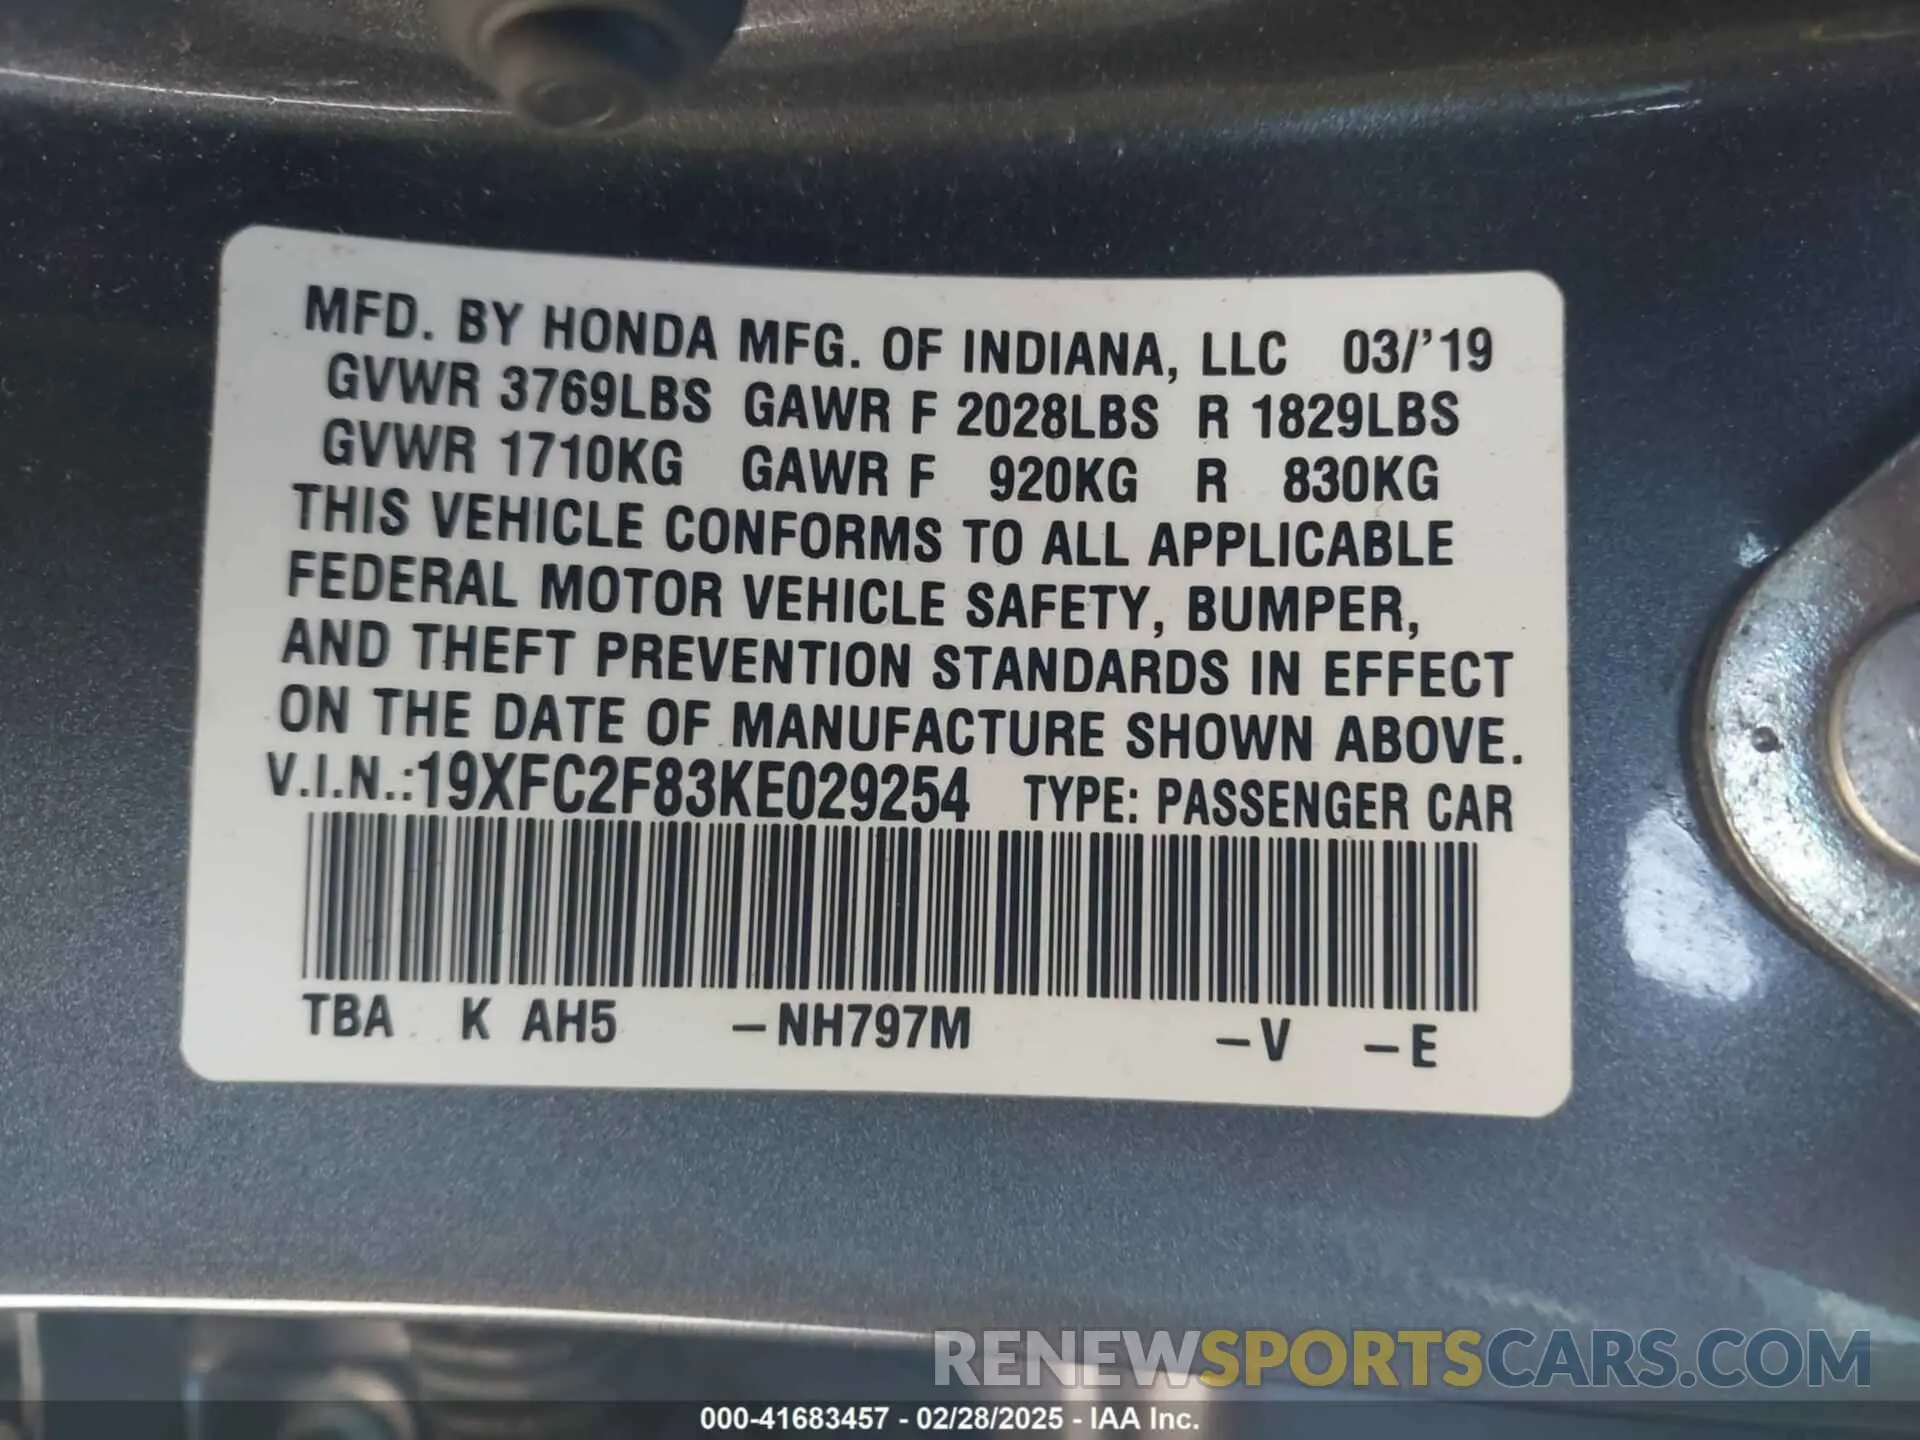 MFD. BY HONDA MFG. OF INDIANA, LLC 03/'19
GVWR 3769LBS GAWR F 2028LBS R 1829LBS
GVWR 1710KG GAWR F 920KG R 830KG
THIS VEHICLE CONFORMS TO ALL APPLICABLE
FEDERAL MOTOR VEHICLE SAFETY, BUMPER,
AND THEFT PREVENTION STANDARDS IN EFFECT
ON THE DATE OF MANUFACTURE SHOWN ABOVE.
V.I.N.:19XFC2F83KE029254 TYPE: PASSENGER CAR
TBA K AH5 –NH797M –V –E
RENEWSPORTSCARS.COM
000-41683457 - 02/28/2025 - IAA Inc.